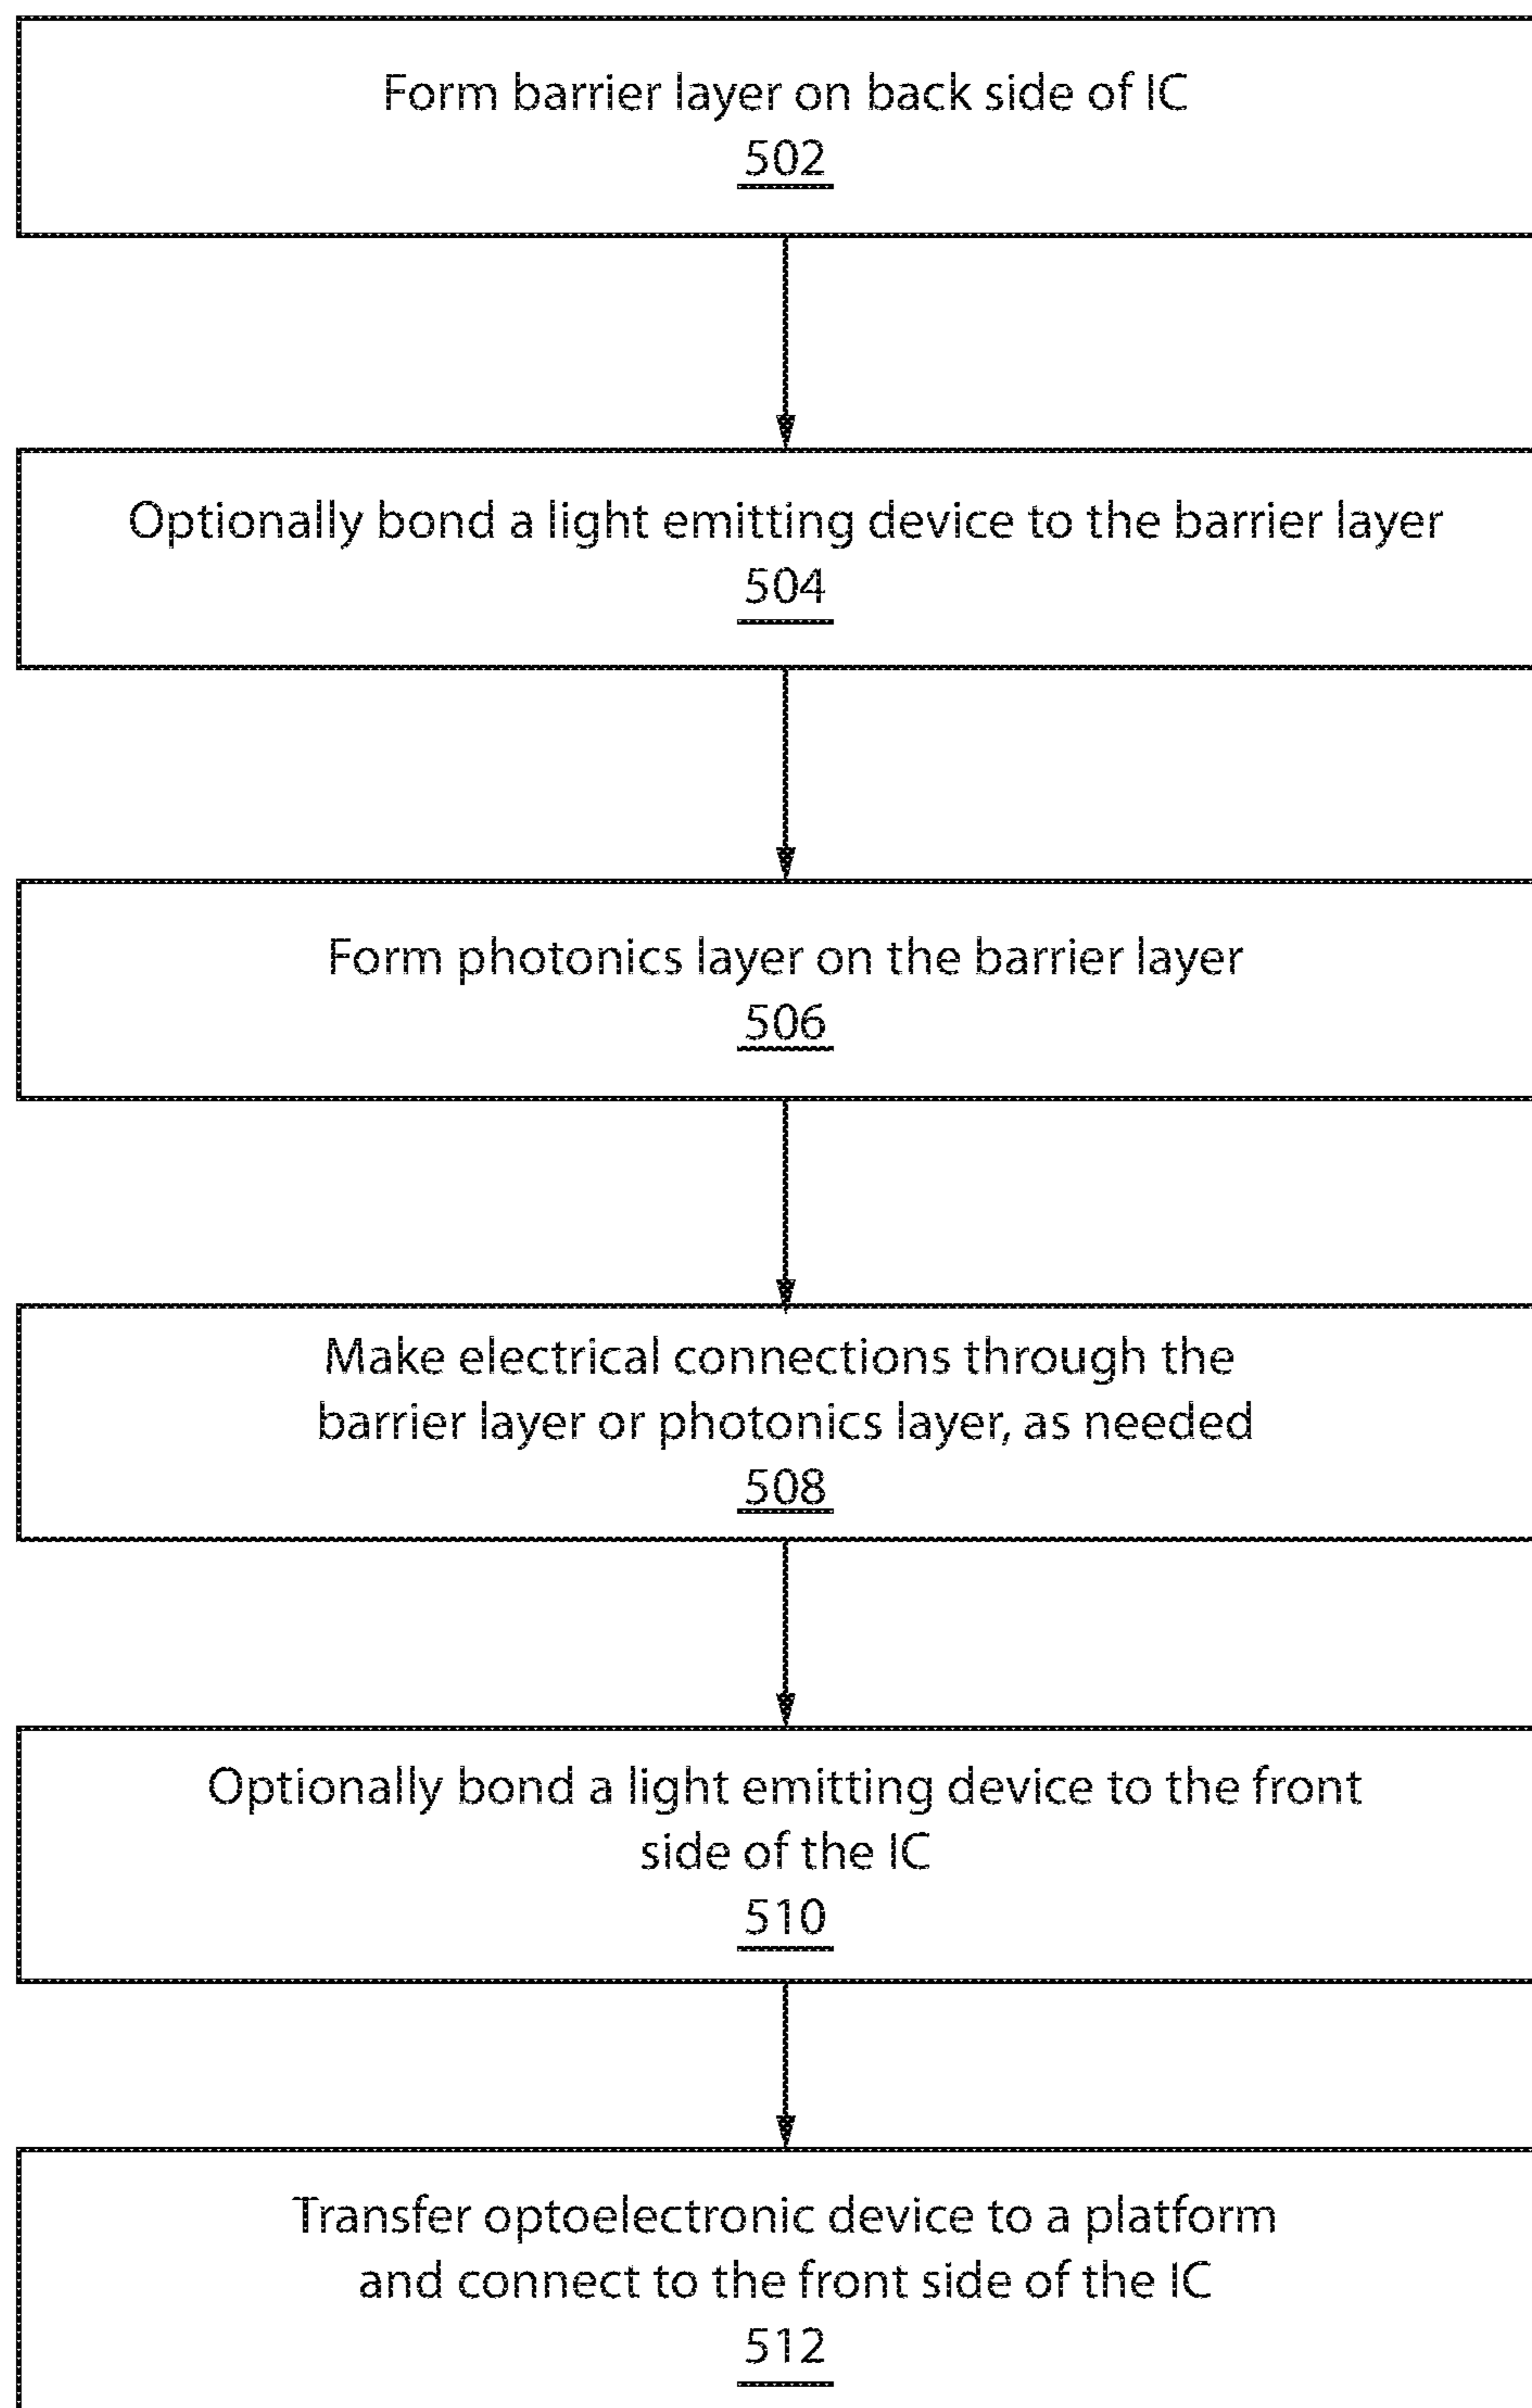 Form barrier layer on back side of IC
502
Optionally bond a light emitting device to the barrier layer
504
Form photonics layer on the barrier layer
506
Make electrical connections through the
barrier layer or photonics layer, as needed
508
Optionally bond a light emitting device to the front
side of the IC
510
Transfer optoelectronic device to a platform
and connect to the front side of the IC
512